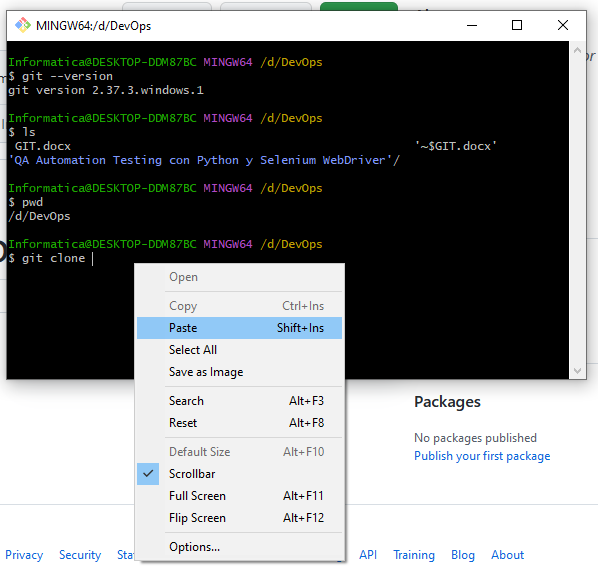 MINGW64:/d/DevOps
Informatica@DESKTOP-DDM87BC MINGW64 /d/DevOps
$ git --version
git version 2.37.3.windows.1
Informatica@DESKTOP-DDM87BC MINGW64 /d/DevOps
$ ls
GIT.docx '~$GIT.docx'
'QA Automation Testing con Python y Selenium WebDriver'/
Informatica@DESKTOP-DDM87BC MINGW64 /d/DevOps
$ pwd
/d/DevOps
Informatica@DESKTOP-DDM87BC MINGW64 /d/DevOps
$ git clone
Open
Copy Ctrl+Ins
Paste Shift+Ins
Select All
Save as Image
Search Alt+F3
Reset Alt+F8
Default Size Alt+F10
Scrollbar
Full Screen Alt+F11
Flip Screen Alt+F12
Options...
Packages
No packages published
Publish your first package
Privacy Security API Training Blog About